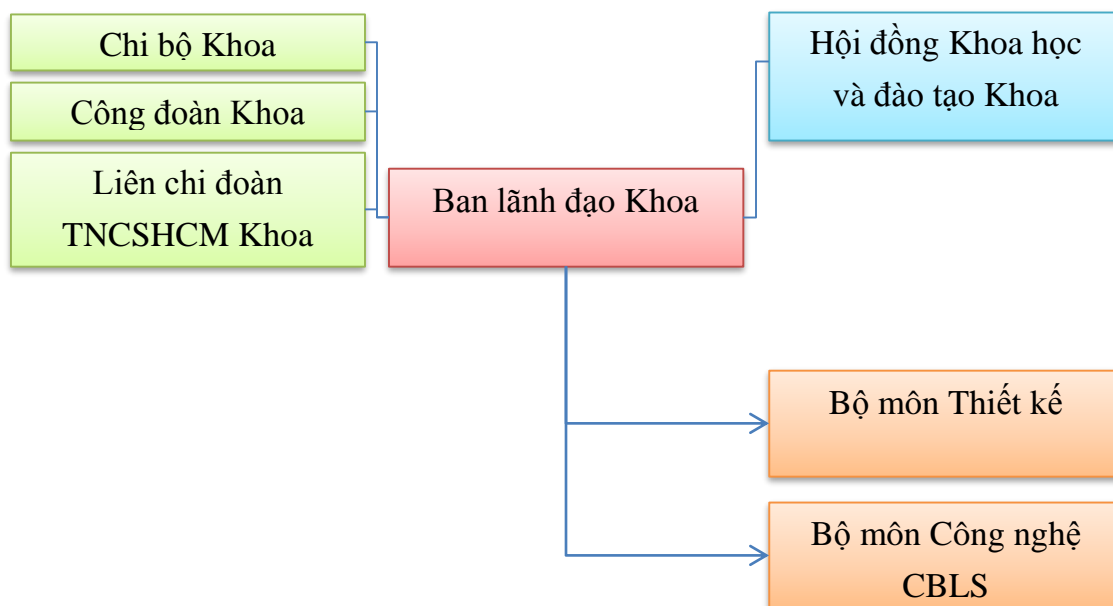 Chi bộ Khoa
Công đoàn Khoa
Liên chi đoàn
TNCSHCM Khoa
Ban lãnh đạo Khoa
Hội đồng Khoa học
và đào tạo Khoa
Bộ môn Thiết kế
Bộ môn Công nghệ
CBLS